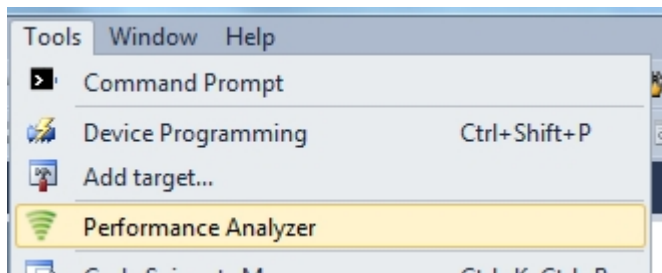 Tools Window Help
Command Prompt
Device Programming Ctrl+Shift+P
Add target...
Performance Analyzer